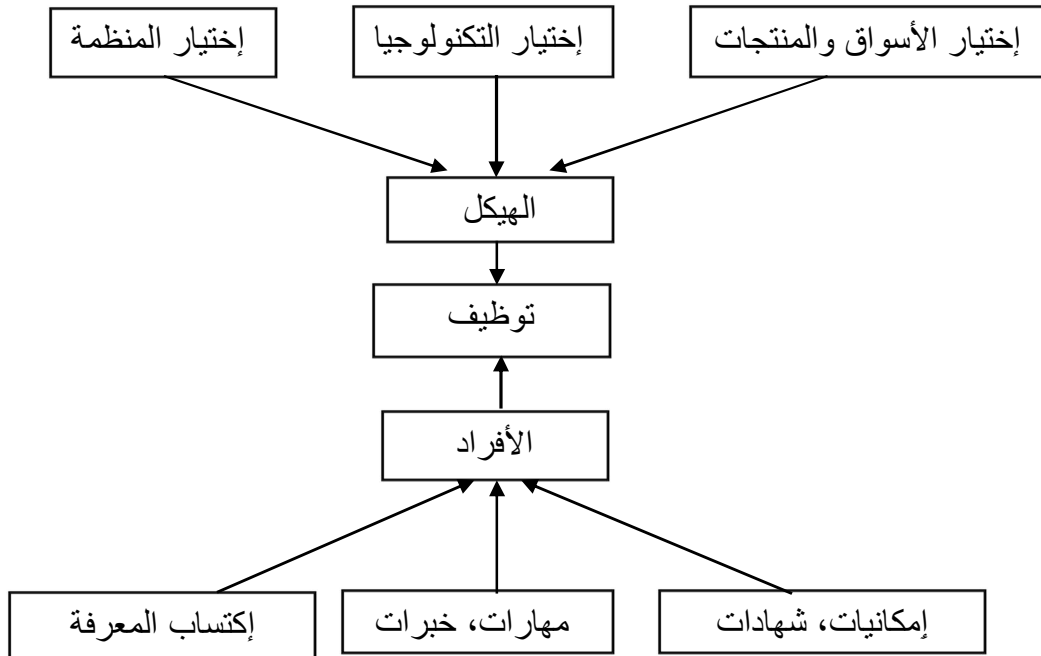 إختيار الأسواق والمنتجات
إختيار التكنولوجيا
إختيار المنظمة
الهيكل
توظيف
الأفراد
إمكانيات، شهادات
مهارات، خبرات
إكتساب المعرفة